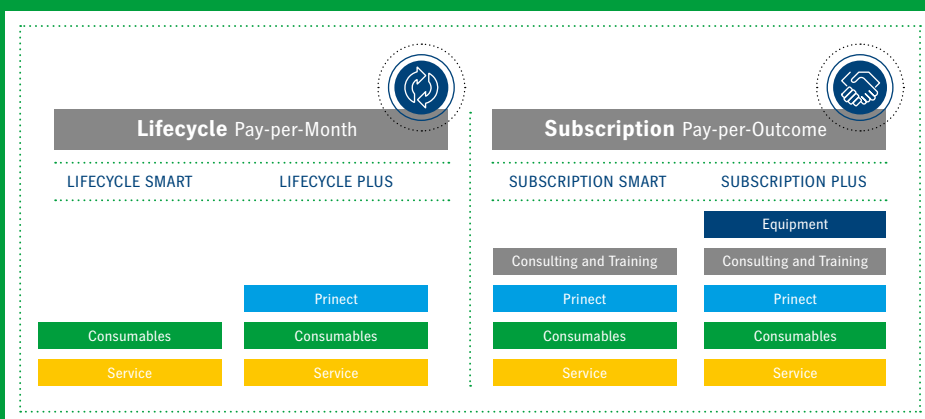 Lifecycle Pay-per-Month
LIFECYCLE SMART
LIFECYCLE PLUS
Prinect
Consumables
Consumables
Service
Service
Subscription Pay-per-Outcome
SUBSCRIPTION SMART
SUBSCRIPTION PLUS
Equipment
Consulting and Training
Consulting and Training
Prinect
Prinect
Consumables
Consumables
Service
Service